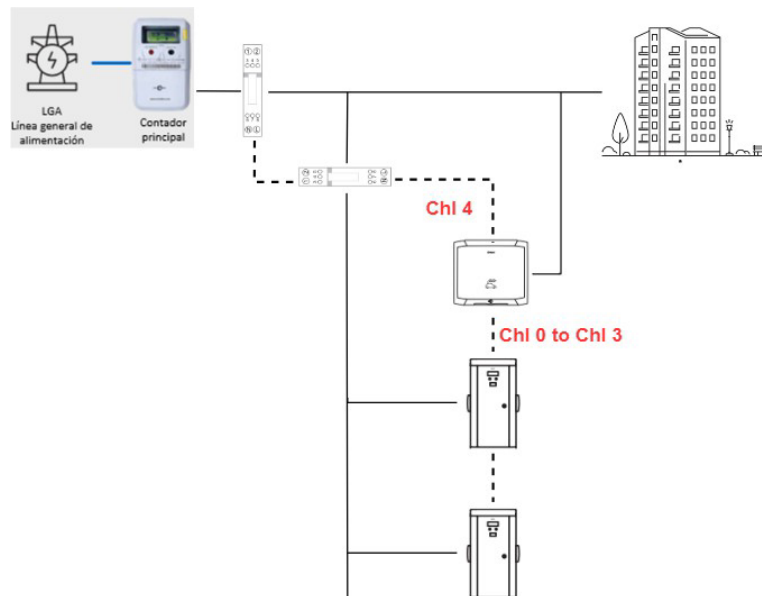 LGA
Línea general de
alimentación
Contador
principal
Chl 4
Chl 0 to Chl 3